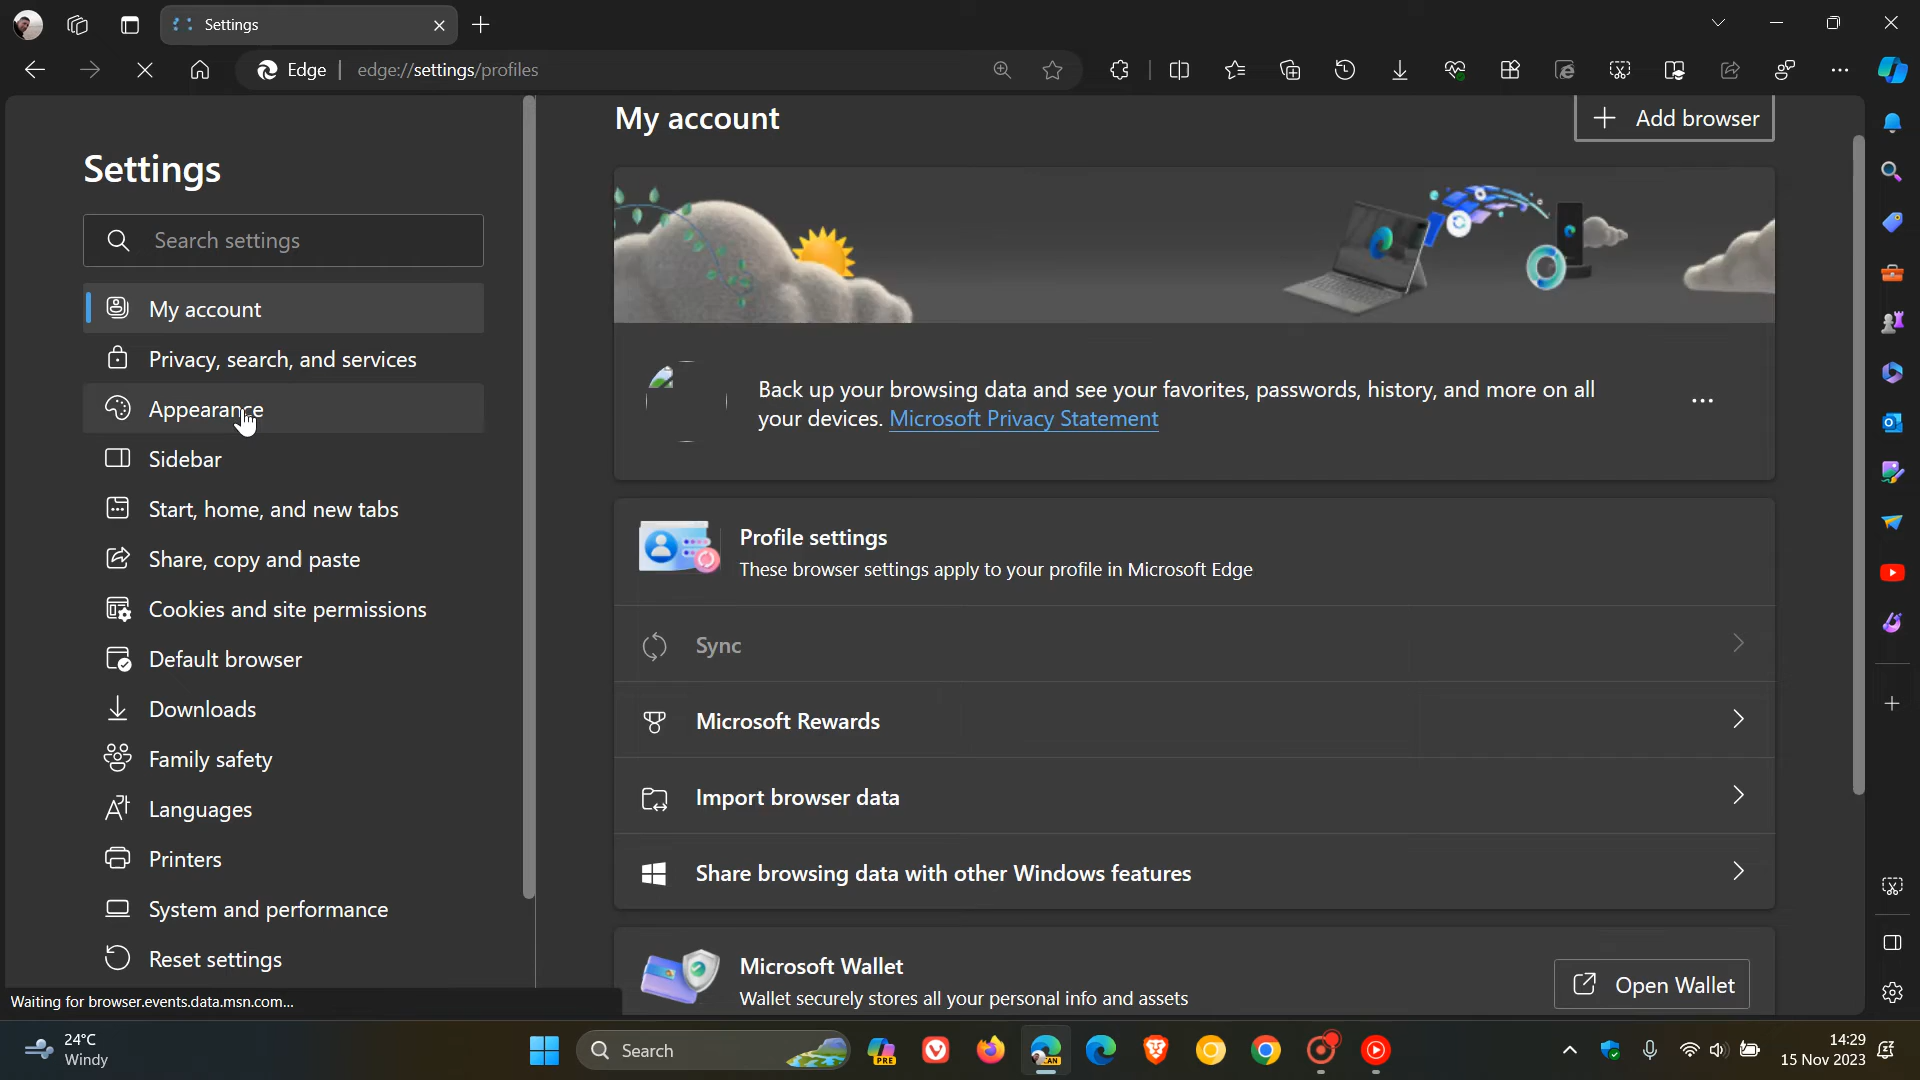 Settings
Edge
edge://settings/profiles
Settings
Search settings
My account
Privacy, search, and services
Appearance
Sidebar
Start, home, and new tabs
Share, copy and paste
Cookies and site permissions
Default browser
Downloads
Family safety
Languages
Printers
System and performance
Reset settings
Waiting for browser.events.data.msn.com...
My account
Add browser
Back up your browsing data and see your favorites, passwords, history, and more on all
your devices. Microsoft Privacy Statement
Profile settings
These browser settings apply to your profile in Microsoft Edge
Sync
Microsoft Rewards
Import browser data
Share browsing data with other Windows features
Microsoft Wallet
Wallet securely stores all your personal info and assets
Open Wallet
24°C
Windy
Search
PRE
CAN
14:29
15 Nov 2023